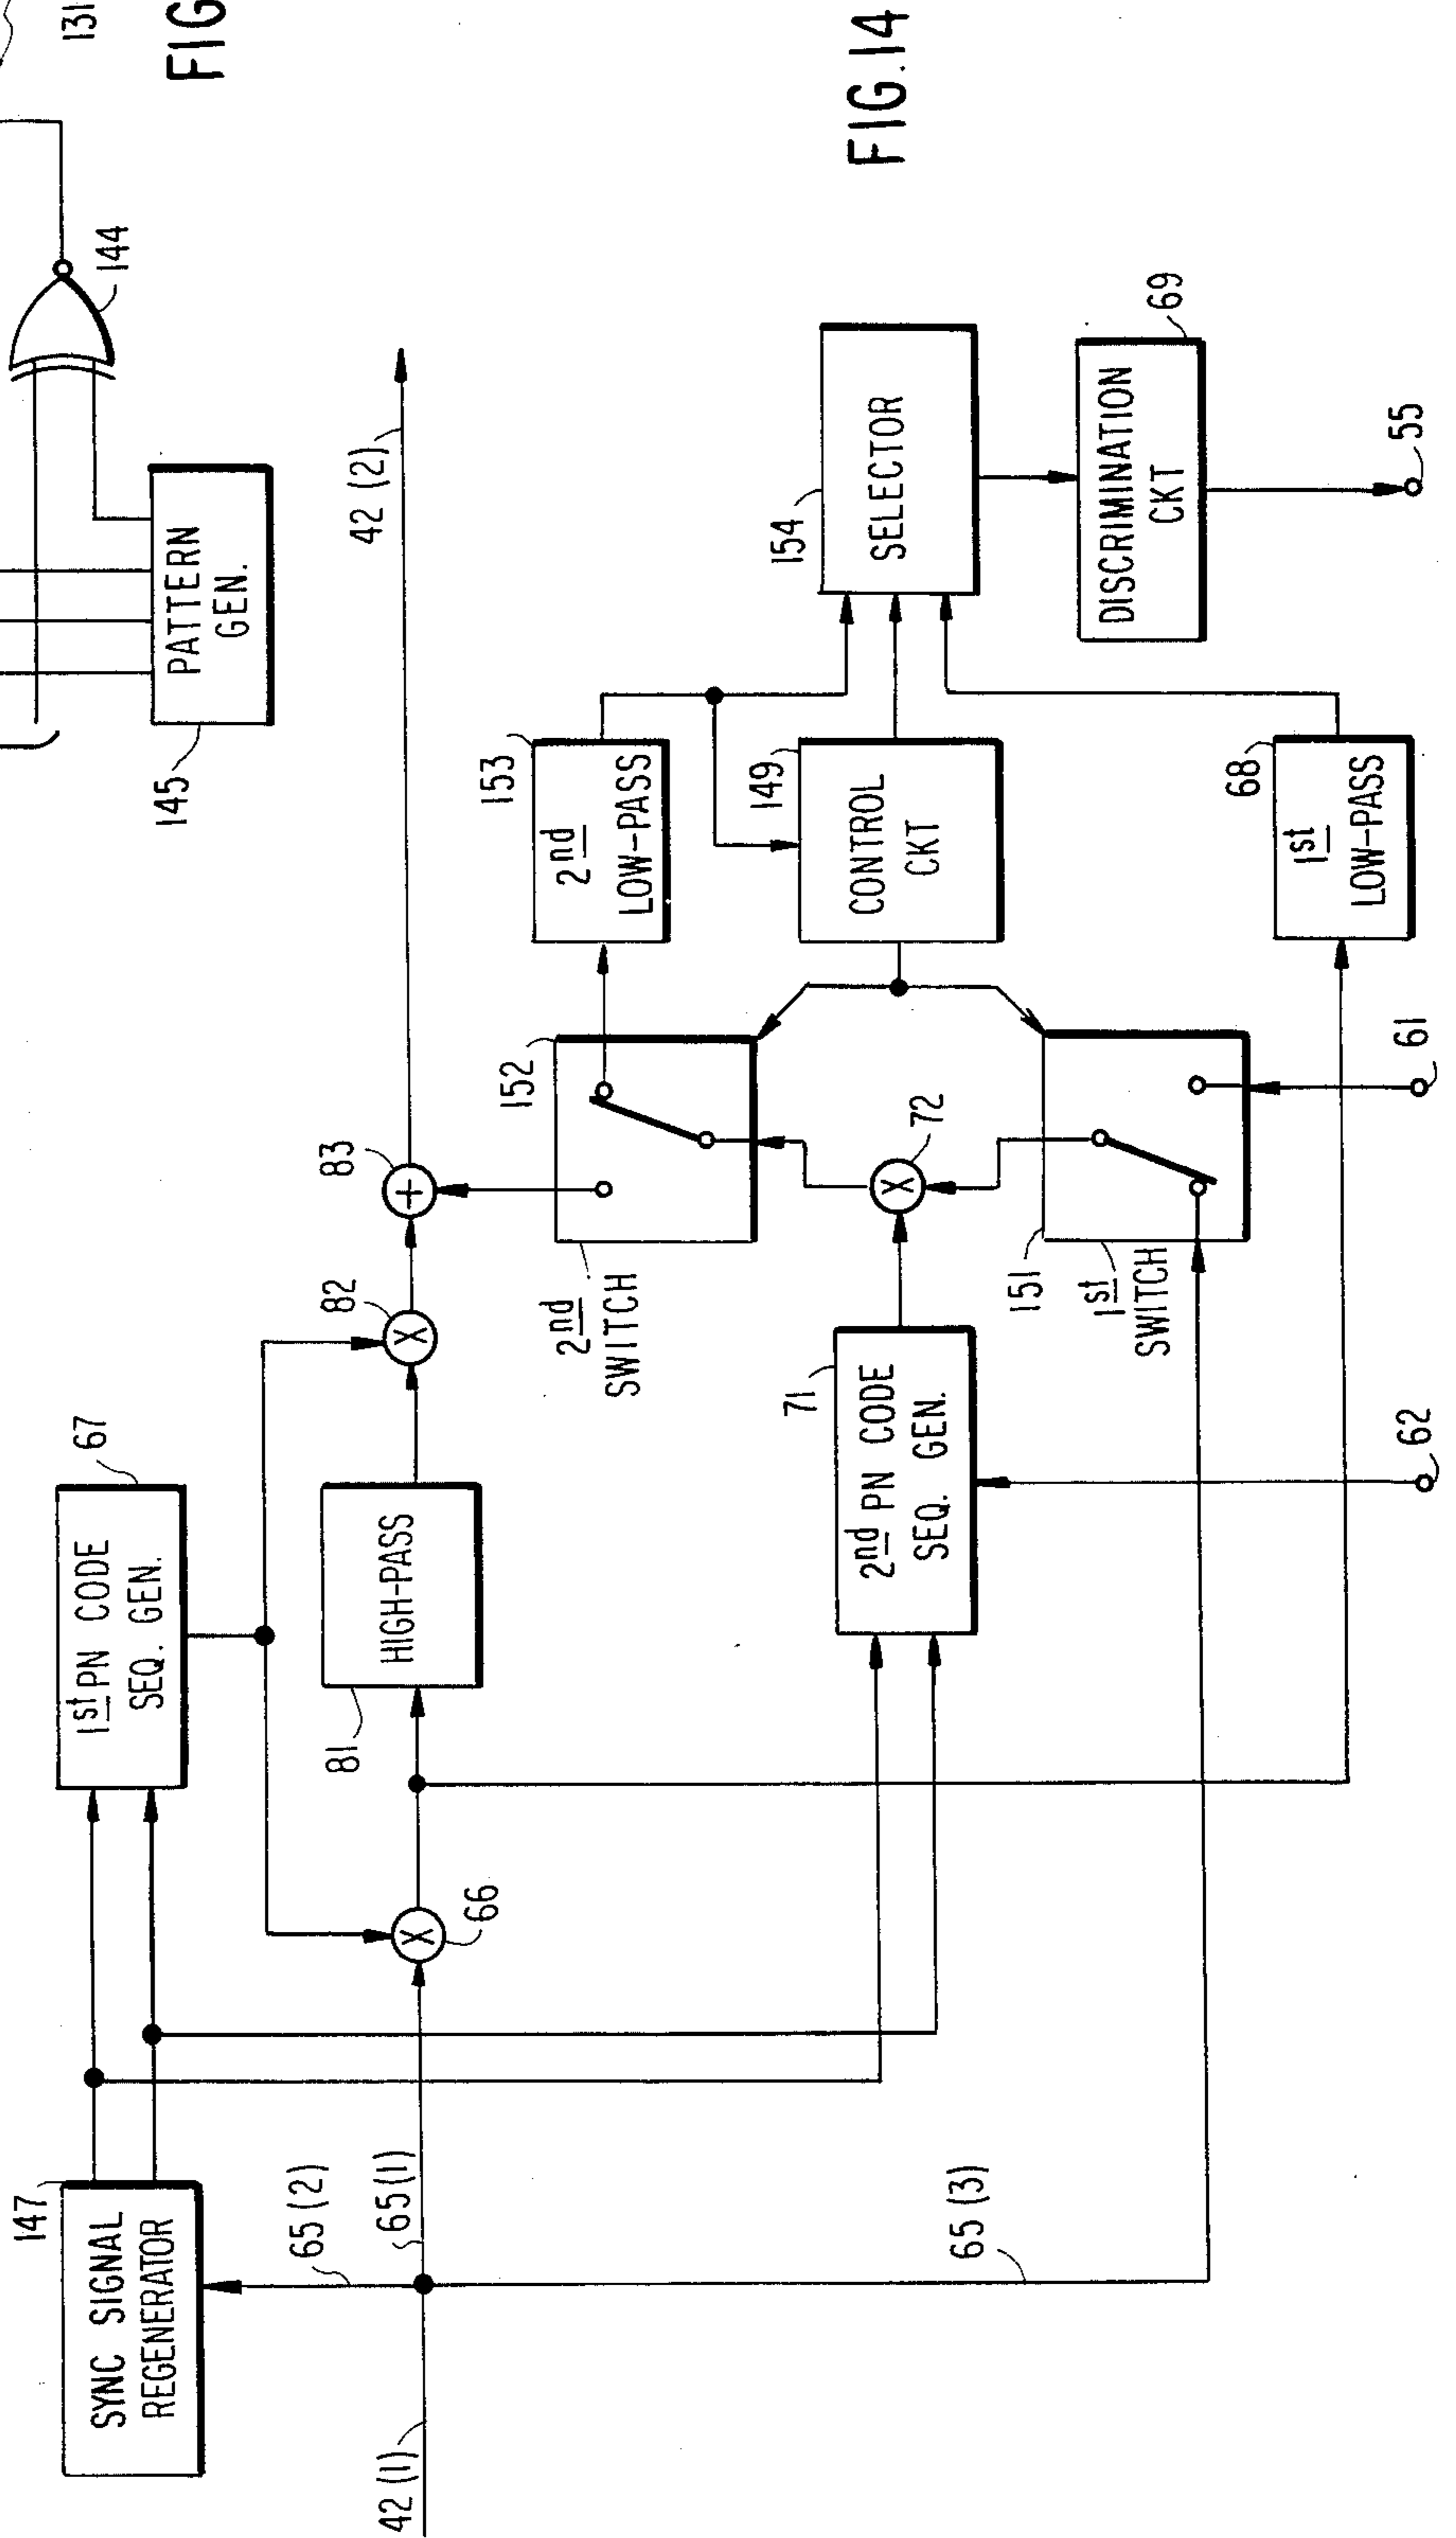 131
FIG
144
PATTERN
GEN.
145
147
SYNC SIGNAL
REGENERATOR
1st PN CODE
SEQ. GEN.
67
42 (1)
65 (2)
65 (1)
66
81
HIGH-PASS
82
83
42 (2)
2nd
SWITCH
152
153
2nd
LOW-PASS
154
SELECTOR
65 (3)
71
2nd PN CODE
SEQ. GEN.
72
149
CONTROL
CKT
151
1st
SWITCH
68
1st
LOW-PASS
DISCRIMINATION
CKT
69
62
61
55
FIG.14